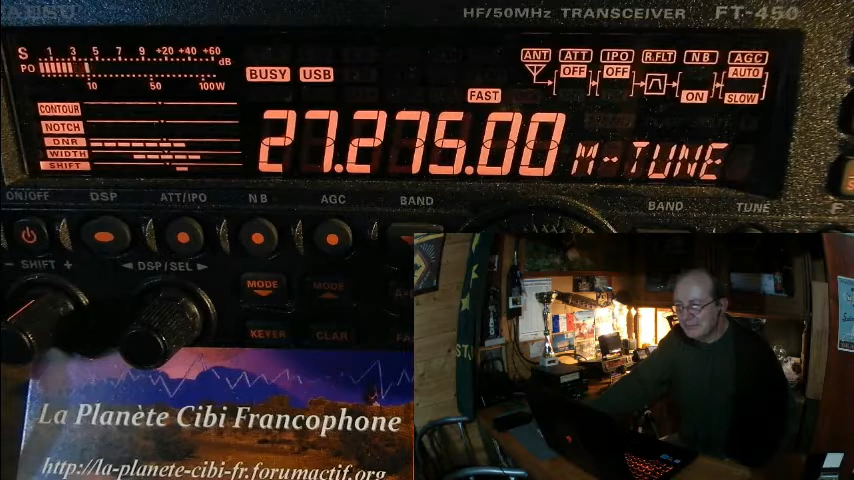 HF/50MHz TRANSCEIVER FT-450
S 1 3 5 7 9 +20 +40 +60 dB
PO 10 50 100W
BUSY USB
ANT ATT IPO R.FLT NB AGC
OFF OFF AUTO
ON SLOW
FAST
CONTOUR
NOTCH
DNR
WIDTH
SHIFT
27.275.00 M-TUNE
ON/OFF DSP ATT/IPO NB AGC BAND BAND TUNE
- SHIFT + ◄ DSP/SEL ►
MODE MODE
KEYER CLAR
La Planète Cibi Francophone
http://la-planete-cibi-fr.forumactif.org